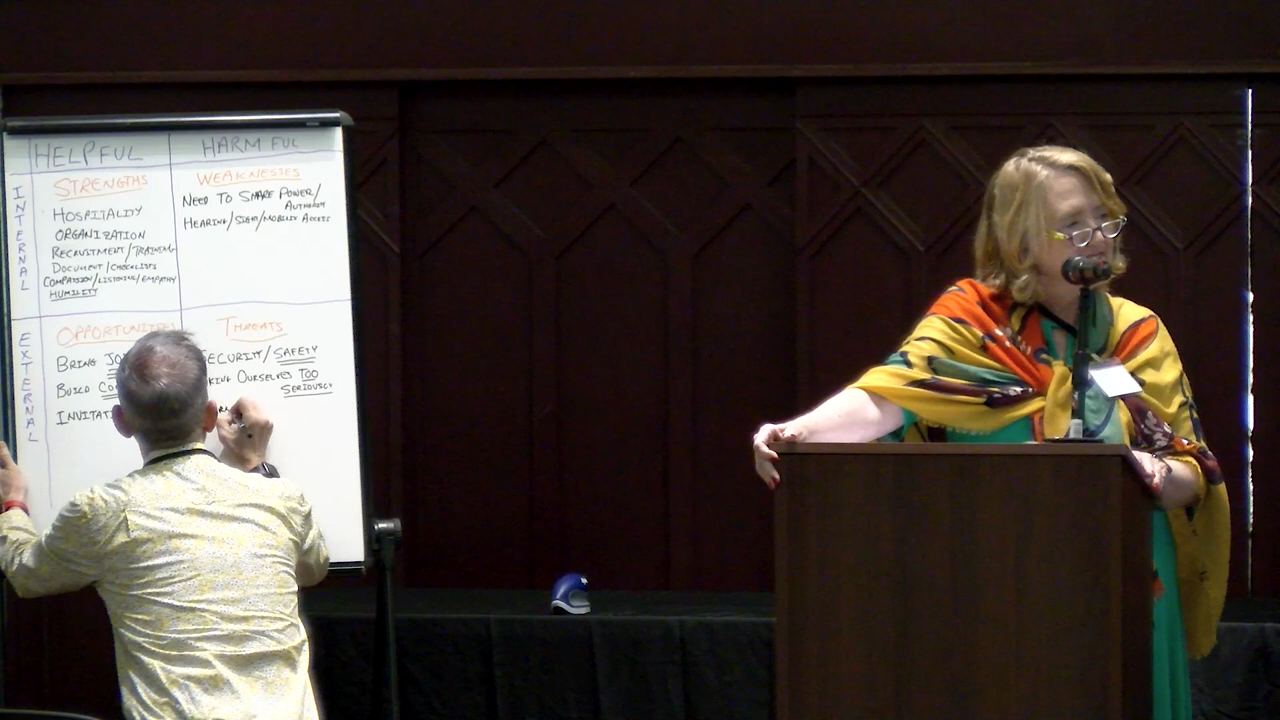 HELPFUL
HARMFUL
INTERNAL
STRENGTHS
HOSPITALITY
ORGANIZATION
RECRUITMENT/TRAINING
DOCUMENT/CHECKLISTS
COMPASSION/LISTENING/EMPATHY
HUMILITY
WEAKNESSES
NEED TO SHARE POWER/
AUTHORITY
HEARING/SIGHT/MOBILITY ACCESS
EXTERNAL
OPPORTUNITIES
BRING
BUILD
THREATS
SECURITY/SAFETY
OURSELVES TOO
SERIOUSLY